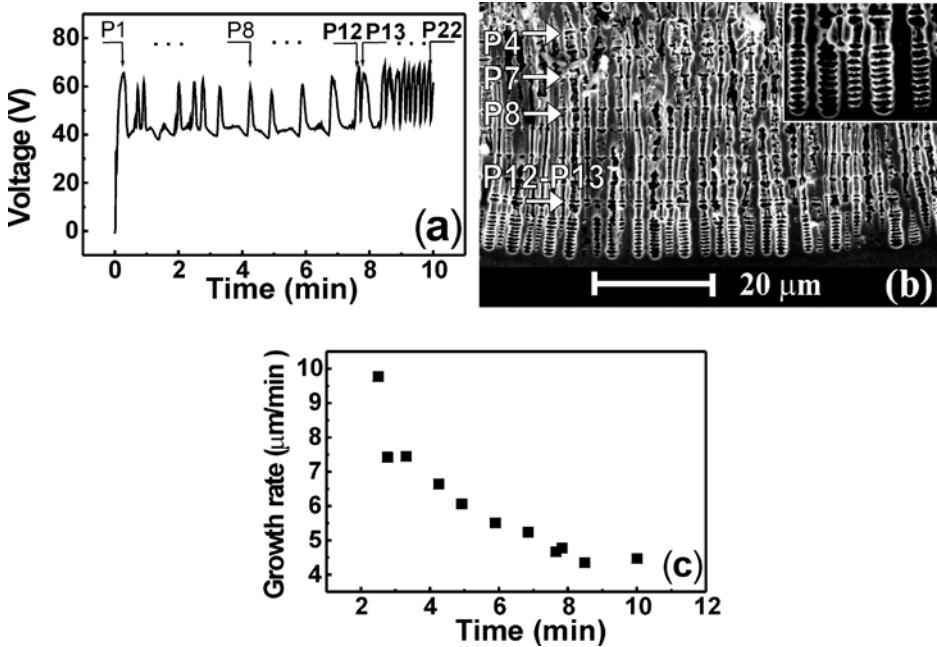 P1 ... P8 ... P12 P13 ... P22
80
60
40
20
0
Voltage (V)
0 2 4 6 8 10
Time (min)
(a)
P4
P7
P8
P12-P13
20 μm
(b)
10
9
8
7
6
5
4
Growth rate (μm/min)
2 4 6 8 10 12
Time (min)
(c)